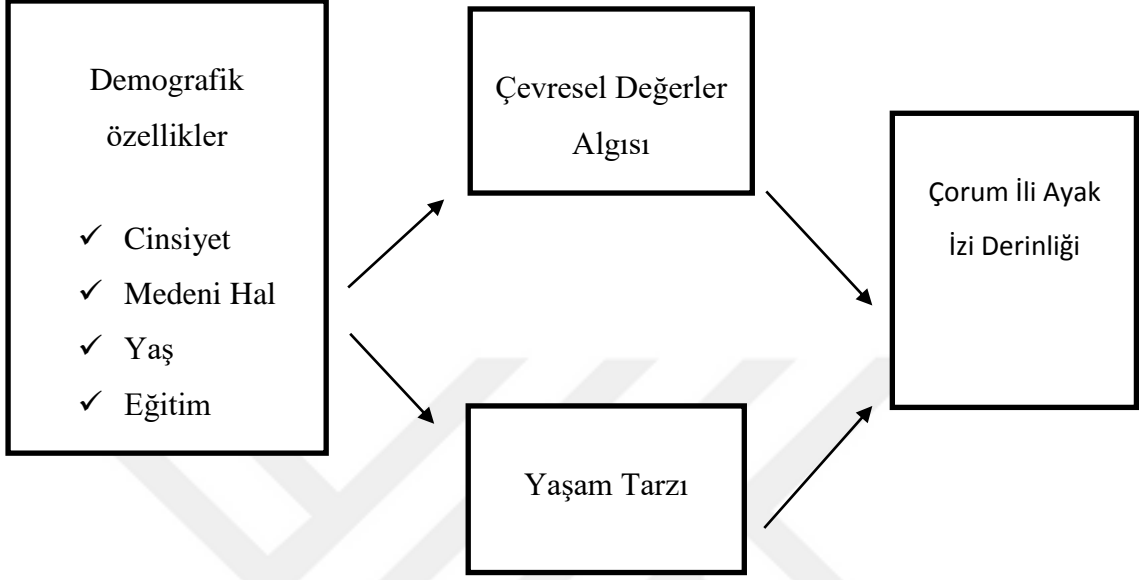 Demografik
özellikler
✓ Cinsiyet
✓ Medeni Hal
✓ Yaş
✓ Eğitim
Çevresel Değerler
Algısı
Yaşam Tarzı
Çorum İli Ayak
İzi Derinliği